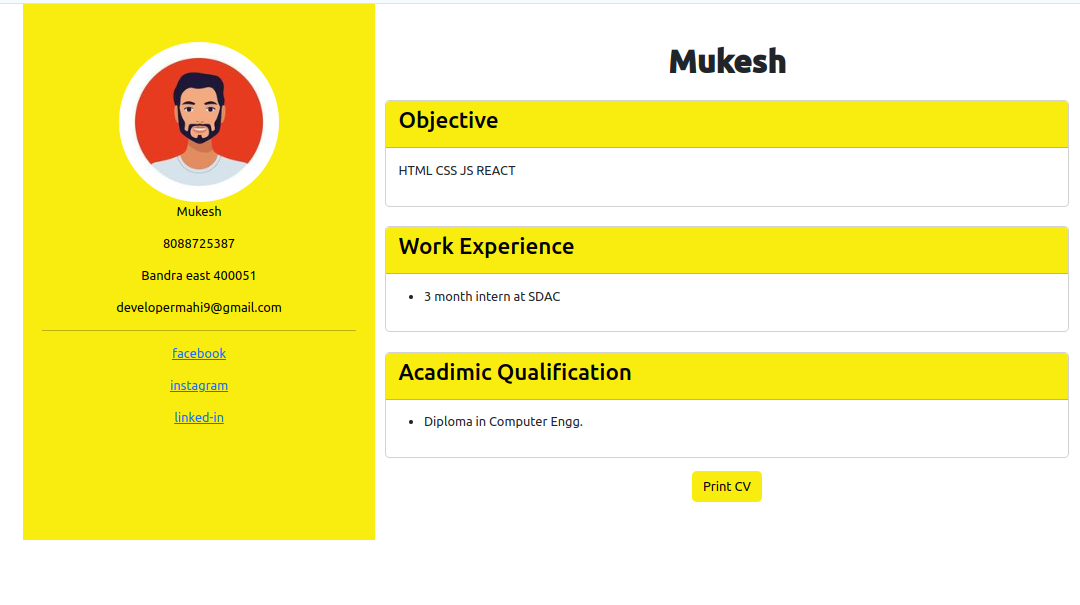 Mukesh
8088725387
Bandra east 400051
developermahi9@gmail.com
facebook
instagram
linked-in
Mukesh
Objective
HTML CSS JS REACT
Work Experience
3 month intern at SDAC
Acadimic Qualification
Diploma in Computer Engg.
Print CV